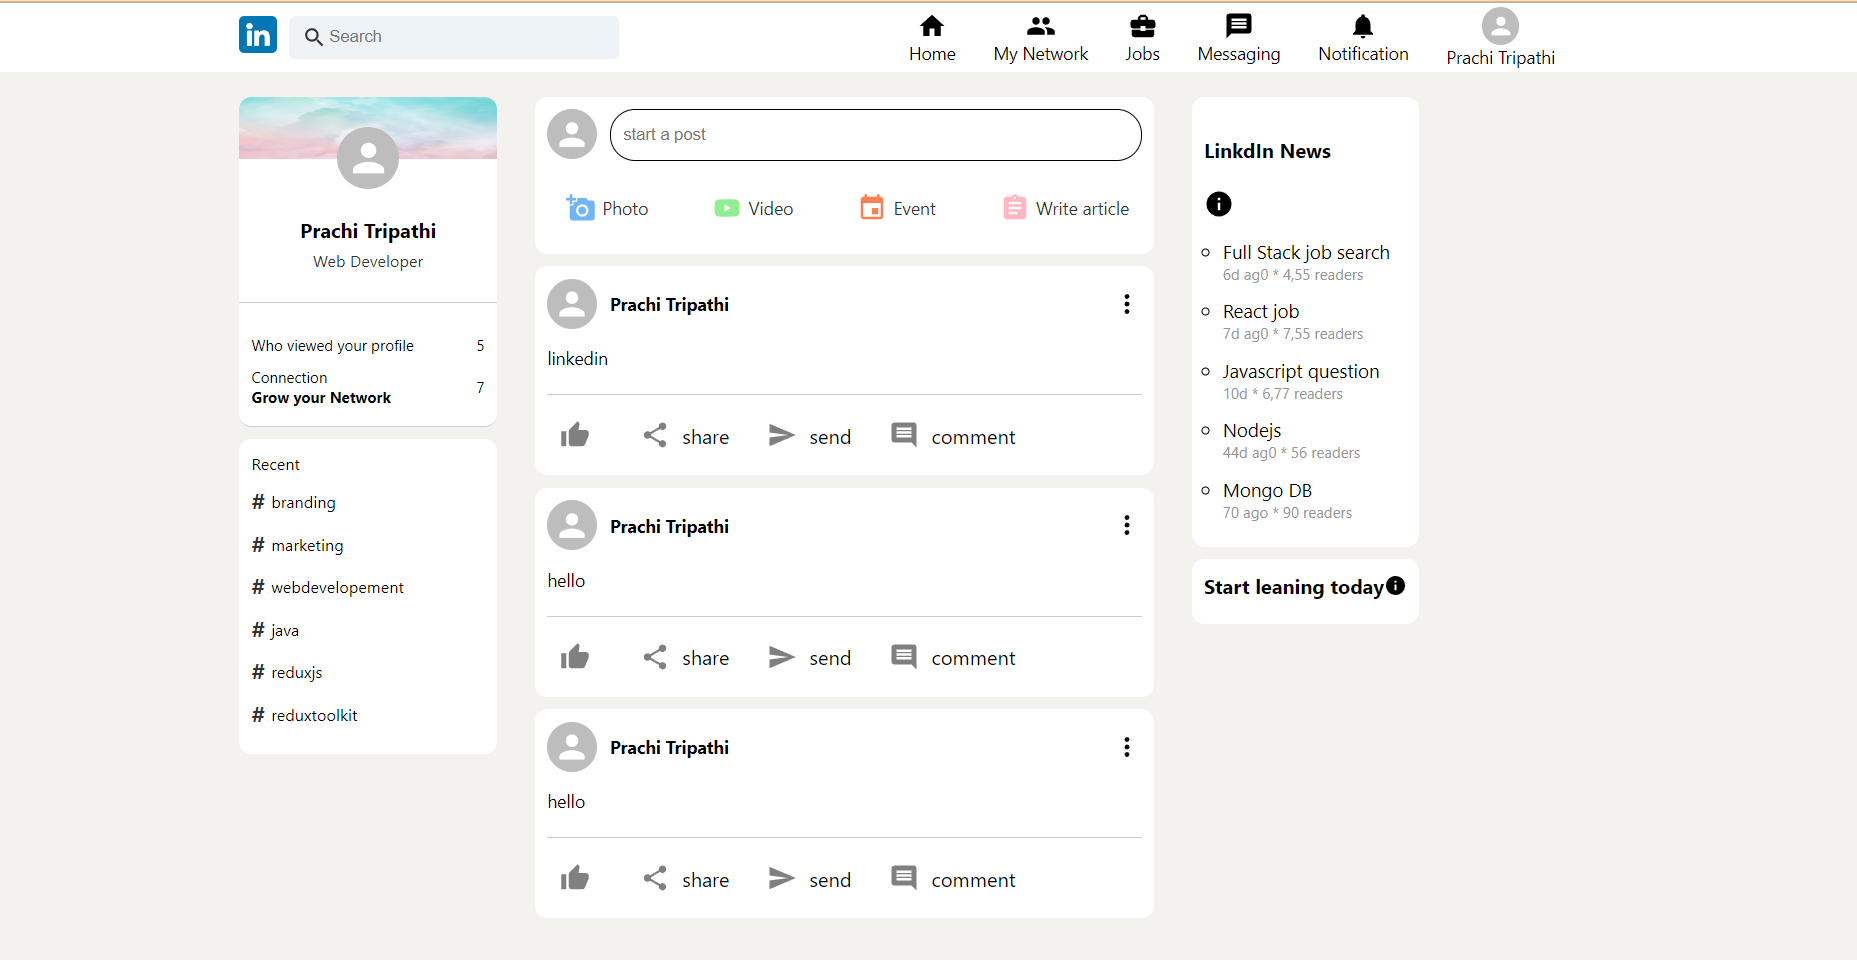 in
Search
Home
My Network
Jobs
Messaging
Notification
Prachi Tripathi
Prachi Tripathi
Web Developer
Who viewed your profile 5
Connection
Grow your Network
7
Recent
# branding
# marketing
# webdevelopement
# java
# reduxjs
# reduxtoolkit
start a post
Photo
Video
Event
Write article
Prachi Tripathi
linkedin
share
send
comment
Prachi Tripathi
hello
share
send
comment
Prachi Tripathi
hello
share
send
comment
LinkdIn News
Full Stack job search
6d ag0 * 4,55 readers
React job
7d ag0 * 7,55 readers
Javascript question
10d * 6,77 readers
Nodejs
44d ag0 * 56 readers
Mongo DB
70 ago * 90 readers
Start leaning today